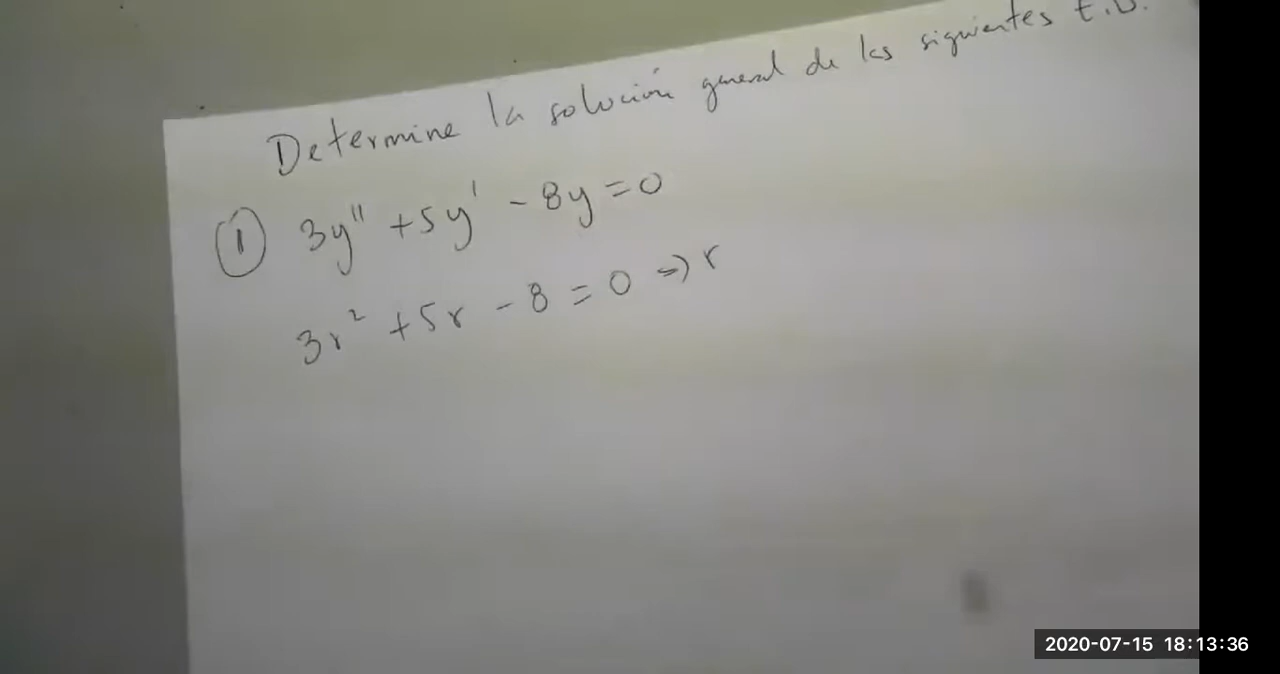 Determine la solución general de las siguientes E.D.
① 3y'' + 5y' - 8y = 0
3r² + 5r - 8 = 0 => r
2020-07-15 18:13:36